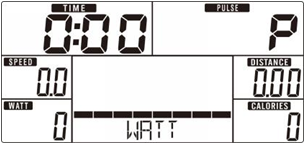 TIME
0:00
PULSE
P
SPEED
0.0
DISTANCE
0.00
WATT
0
CALORIES
0
WATT